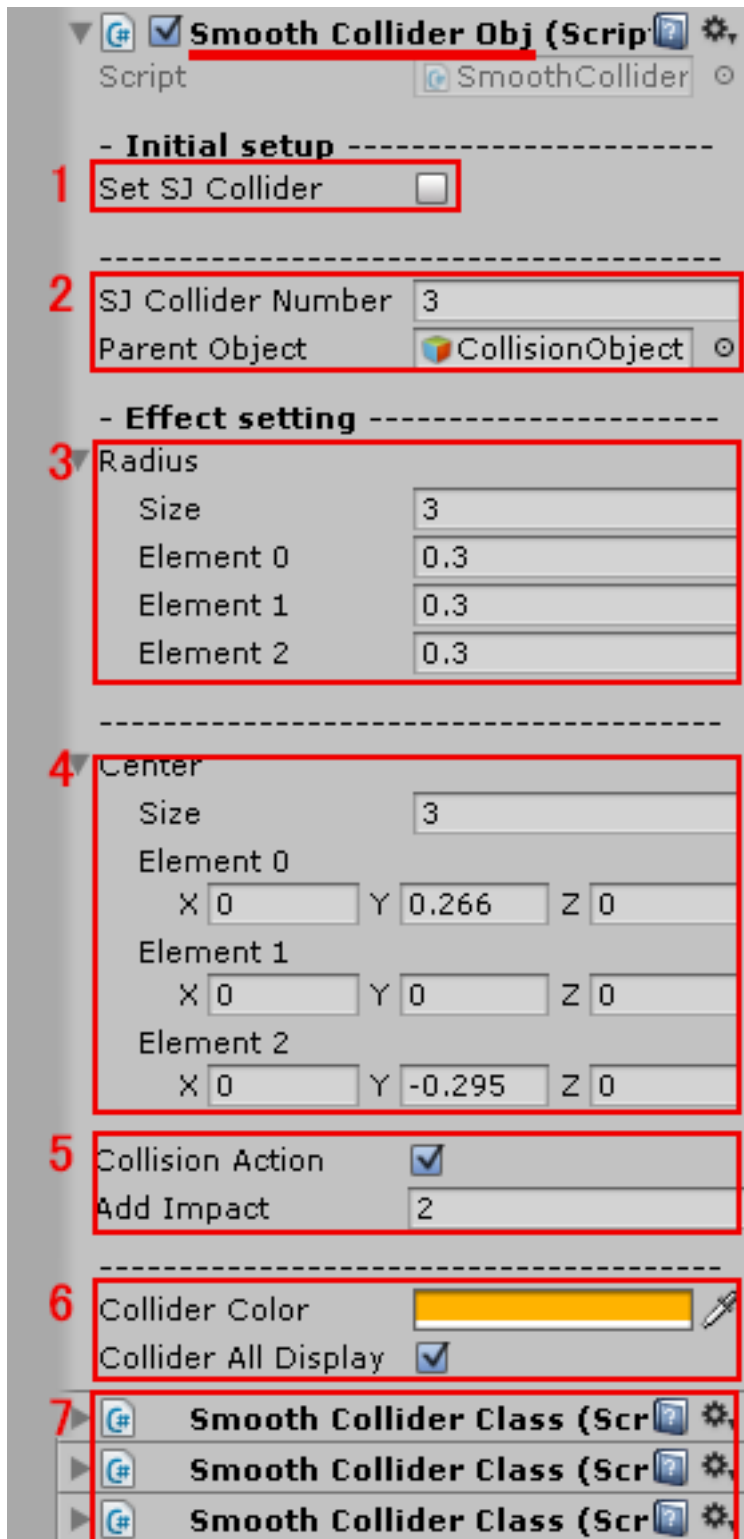 Smooth Collider Obj (Scrip
Script SmoothCollider
- Initial setup -----------------------
1 Set SJ Collider
---------------------------------------
2 SJ Collider Number 3
Parent Object CollisionObject
- Effect setting ----------------------
3 Radius
Size 3
Element 0 0.3
Element 1 0.3
Element 2 0.3
---------------------------------------
4 Center
Size 3
Element 0
X 0 Y 0.266 Z 0
Element 1
X 0 Y 0 Z 0
Element 2
X 0 Y -0.295 Z 0
5 Collision Action
Add Impact 2
---------------------------------------
6 Collider Color
Collider All Display
7 C# Smooth Collider Class (Scr
C# Smooth Collider Class (Scr
C# Smooth Collider Class (Scr